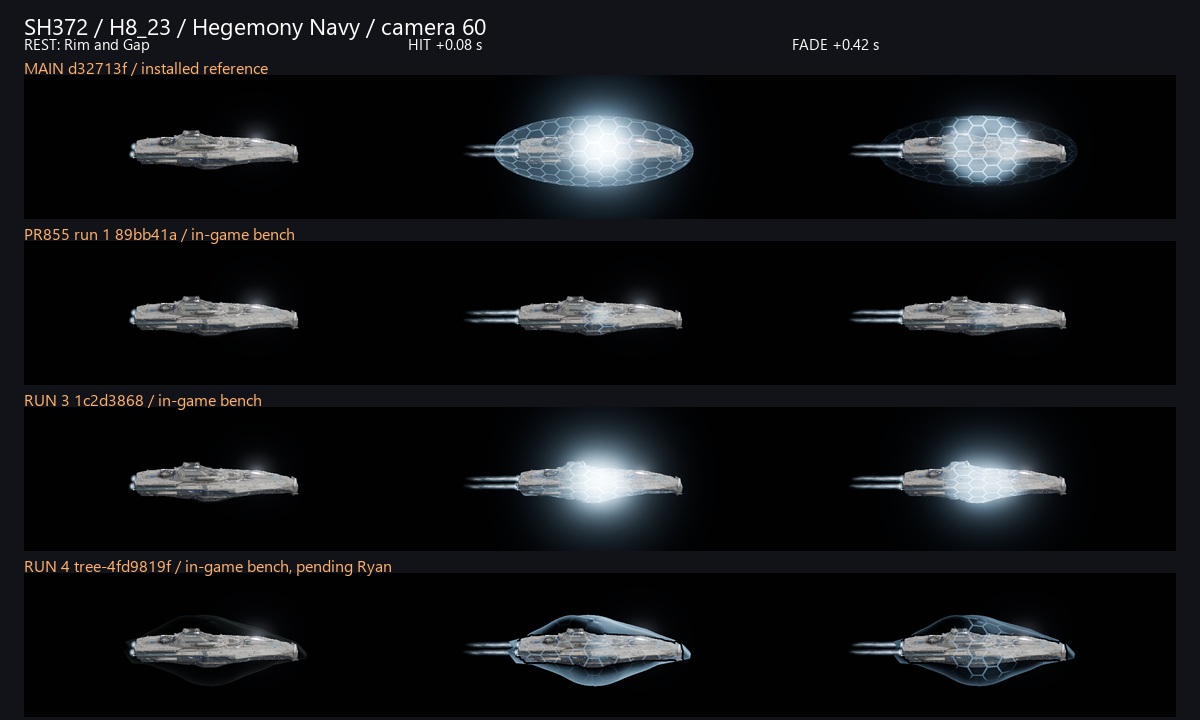 SH372 / H8_23 / Hegemony Navy / camera 60
REST: Rim and Gap
HIT +0.08 s
FADE +0.42 s
MAIN d32713f / installed reference
PR855 run 1 89bb41a / in-game bench
RUN 3 1c2d3868 / in-game bench
RUN 4 tree-4fd9819f / in-game bench, pending Ryan